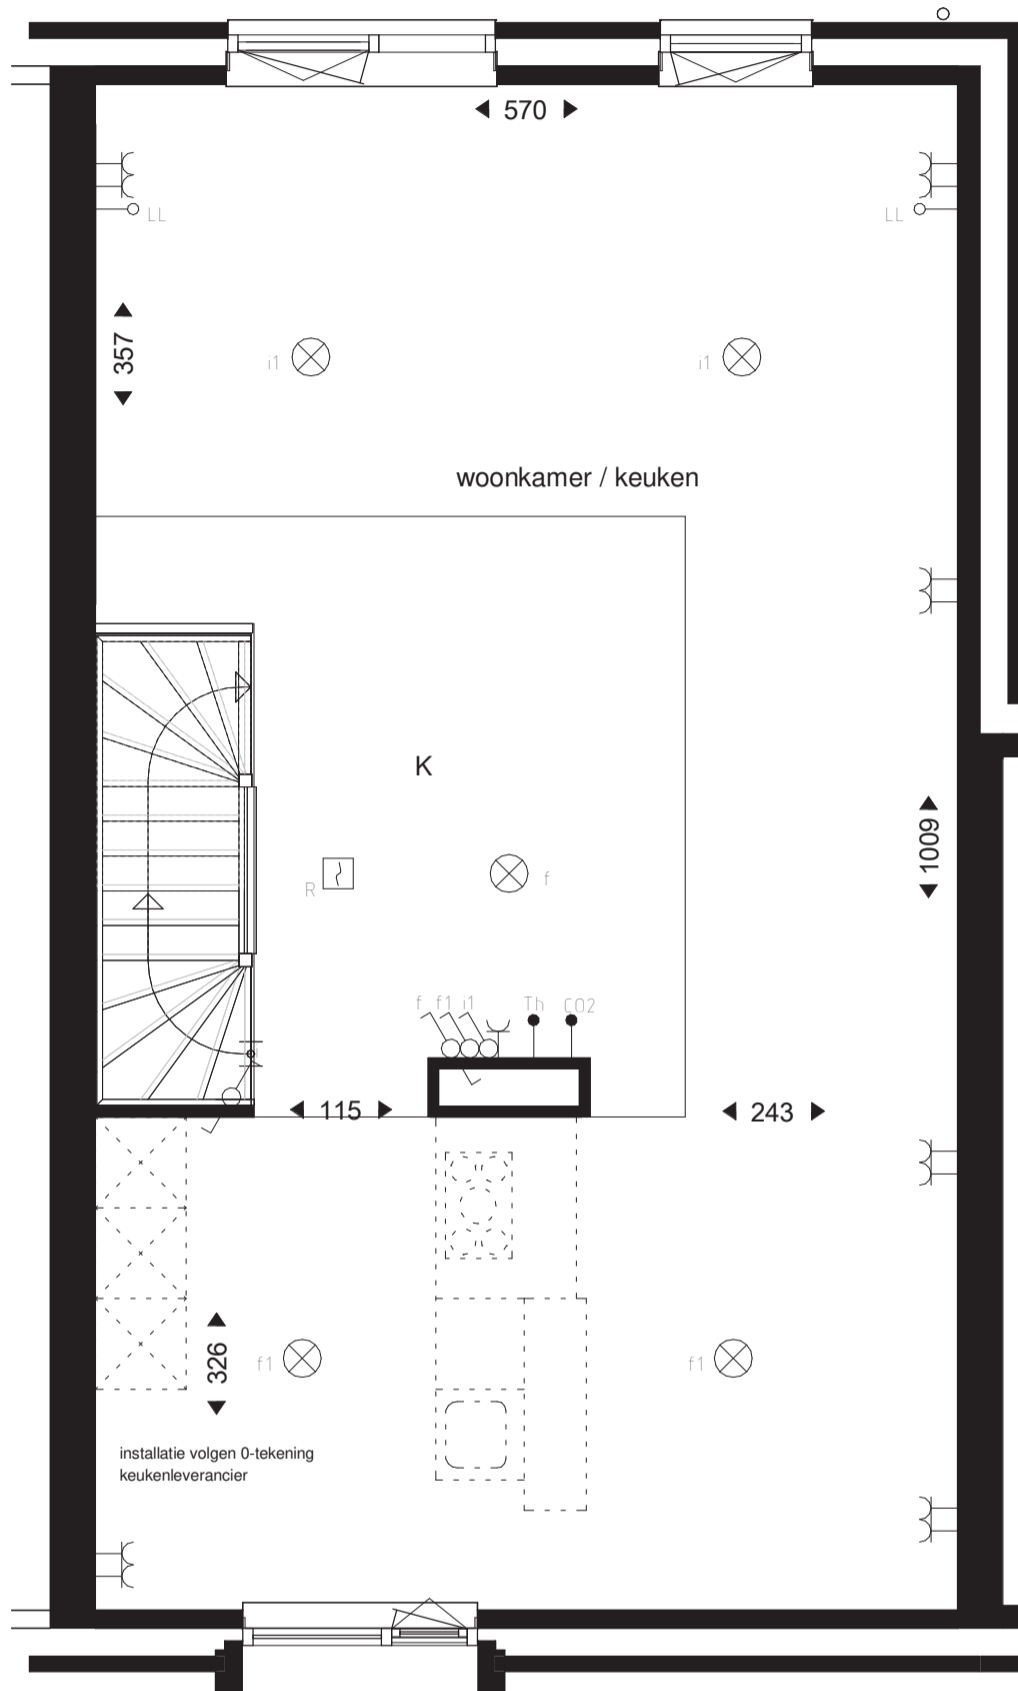 570
LL
LL
357
i1
i1
woonkamer / keuken
K
1009
R
f
f f1 i1
Th
CO2
115
243
326
f1
f1
installatie volgen 0-tekening
keukenleverancier